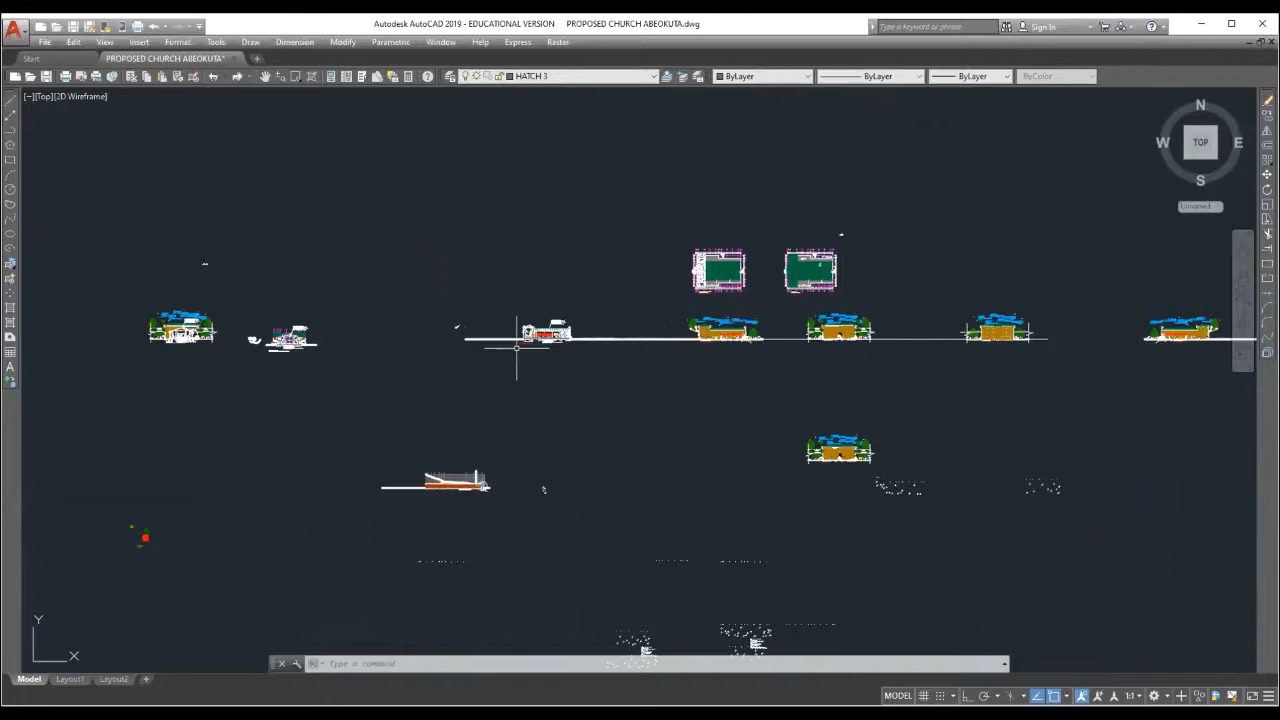 Autodesk AutoCAD 2019 - EDUCATIONAL VERSION PROPOSED CHURCH ABEOKUTA.dwg
Type a keyword or phrase
Sign In
File Edit View Insert Format Tools Draw Dimension Modify Parametric Window Help Express Raster
Start PROPOSED CHURCH ABEOKUTA*
HATCH 3 ByLayer ByLayer ByLayer ByColor
[−][Top][2D Wireframe]
N
W TOP E
S
Unnamed
Y
X
Type a command
Model Layout1 Layout2 +
MODEL 1:1